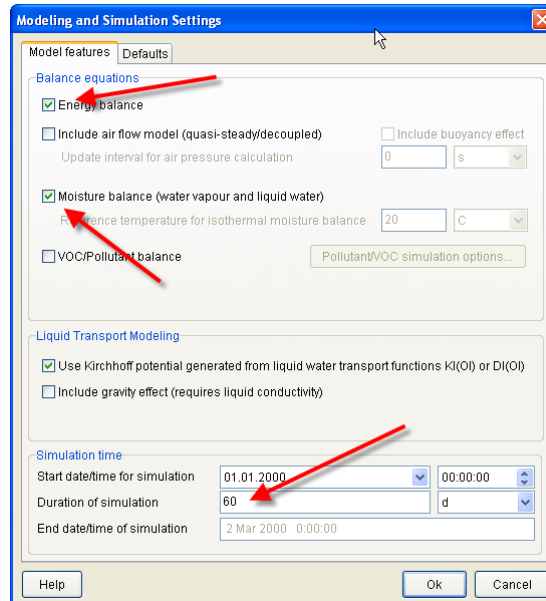 Modeling and Simulation Settings
Model features Defaults
Balance equations
Energy balance
Include air flow model (quasi-steady/decoupled) Include buoyancy effect
Update interval for air pressure calculation 0 s
Moisture balance (water vapour and liquid water)
Reference temperature for isothermal moisture balance 20 C
VOC/Pollutant balance Pollutant/VOC simulation options...
Liquid Transport Modeling
Use Kirchhoff potential generated from liquid water transport functions Kl(Ol) or Dl(Ol)
Include gravity effect (requires liquid conductivity)
Simulation time
Start date/time for simulation 01.01.2000 00:00:00
Duration of simulation 60 d
End date/time of simulation 2 Mar 2000 0:00:00
Help Ok Cancel